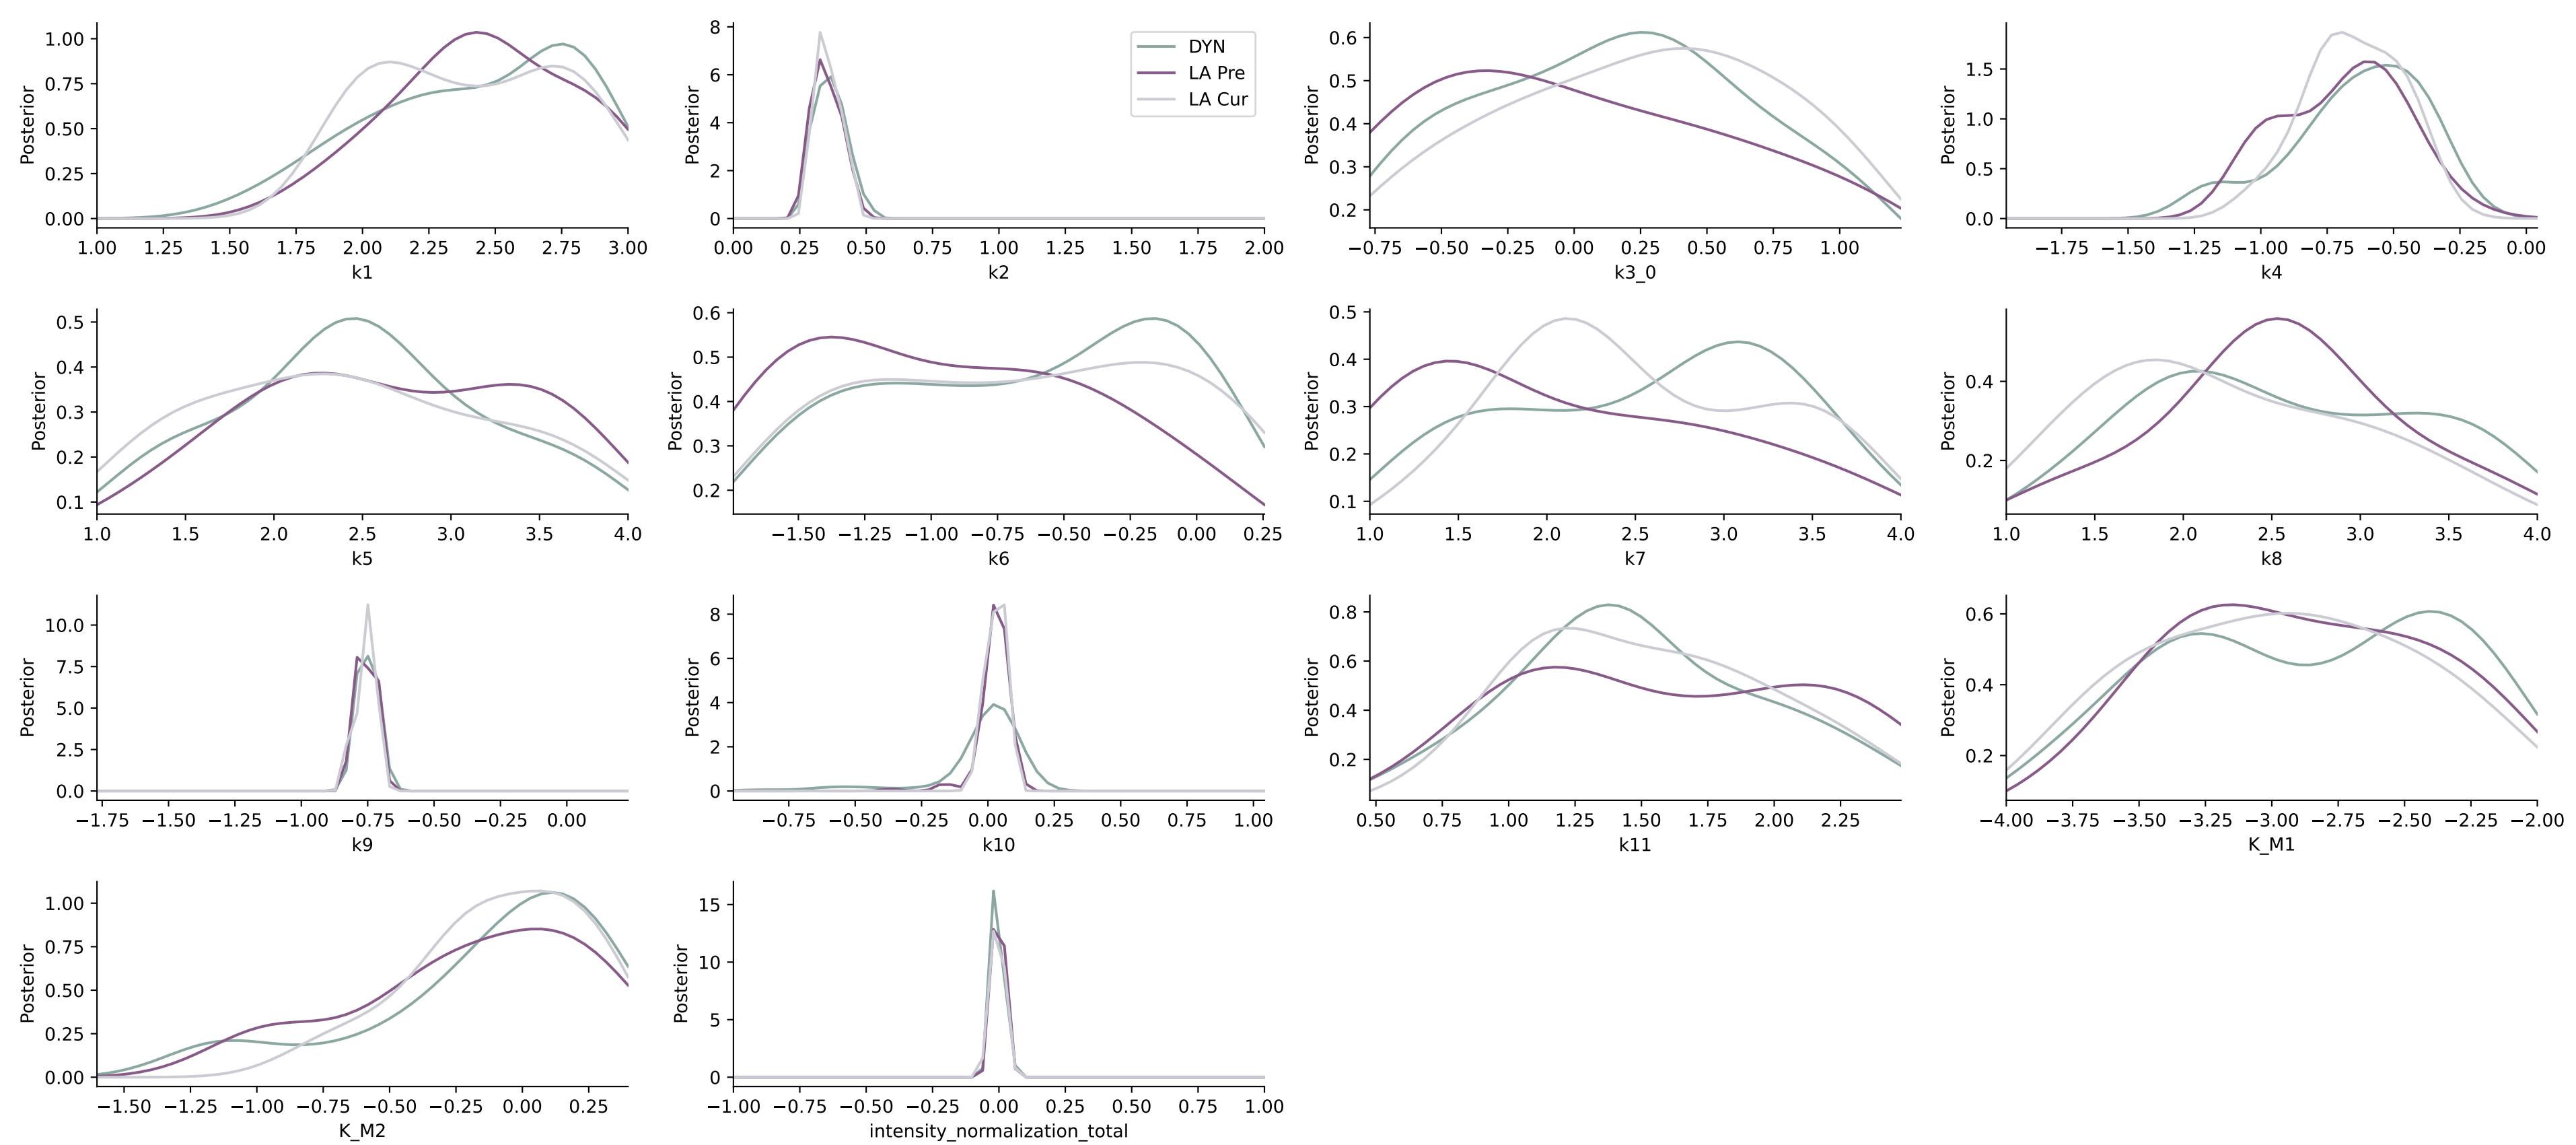 Posterior
1.00
0.75
0.50
0.25
0.00
1.00 1.25 1.50 1.75 2.00 2.25 2.50 2.75 3.00
k1
Posterior
8
6
4
2
0
0.00 0.25 0.50 0.75 1.00 1.25 1.50 1.75 2.00
k2
DYN
LA Pre
LA Cur
Posterior
0.6
0.5
0.4
0.3
0.2
−0.75 −0.50 −0.25 0.00 0.25 0.50 0.75 1.00
k3_0
Posterior
1.5
1.0
0.5
0.0
−1.75 −1.50 −1.25 −1.00 −0.75 −0.50 −0.25 0.00
k4
Posterior
0.5
0.4
0.3
0.2
0.1
1.0 1.5 2.0 2.5 3.0 3.5 4.0
k5
Posterior
0.6
0.5
0.4
0.3
0.2
−1.50 −1.25 −1.00 −0.75 −0.50 −0.25 0.00 0.25
k6
Posterior
0.5
0.4
0.3
0.2
0.1
1.0 1.5 2.0 2.5 3.0 3.5 4.0
k7
Posterior
0.4
0.2
1.0 1.5 2.0 2.5 3.0 3.5 4.0
k8
Posterior
10.0
7.5
5.0
2.5
0.0
−1.75 −1.50 −1.25 −1.00 −0.75 −0.50 −0.25 0.00
k9
Posterior
8
6
4
2
0
−0.75 −0.50 −0.25 0.00 0.25 0.50 0.75 1.00
k10
Posterior
0.8
0.6
0.4
0.2
0.50 0.75 1.00 1.25 1.50 1.75 2.00 2.25
k11
Posterior
0.6
0.4
0.2
−4.00 −3.75 −3.50 −3.25 −3.00 −2.75 −2.50 −2.25 −2.00
K_M1
Posterior
1.00
0.75
0.50
0.25
0.00
−1.50 −1.25 −1.00 −0.75 −0.50 −0.25 0.00 0.25
K_M2
Posterior
15
10
5
0
−1.00 −0.75 −0.50 −0.25 0.00 0.25 0.50 0.75 1.00
intensity_normalization_total